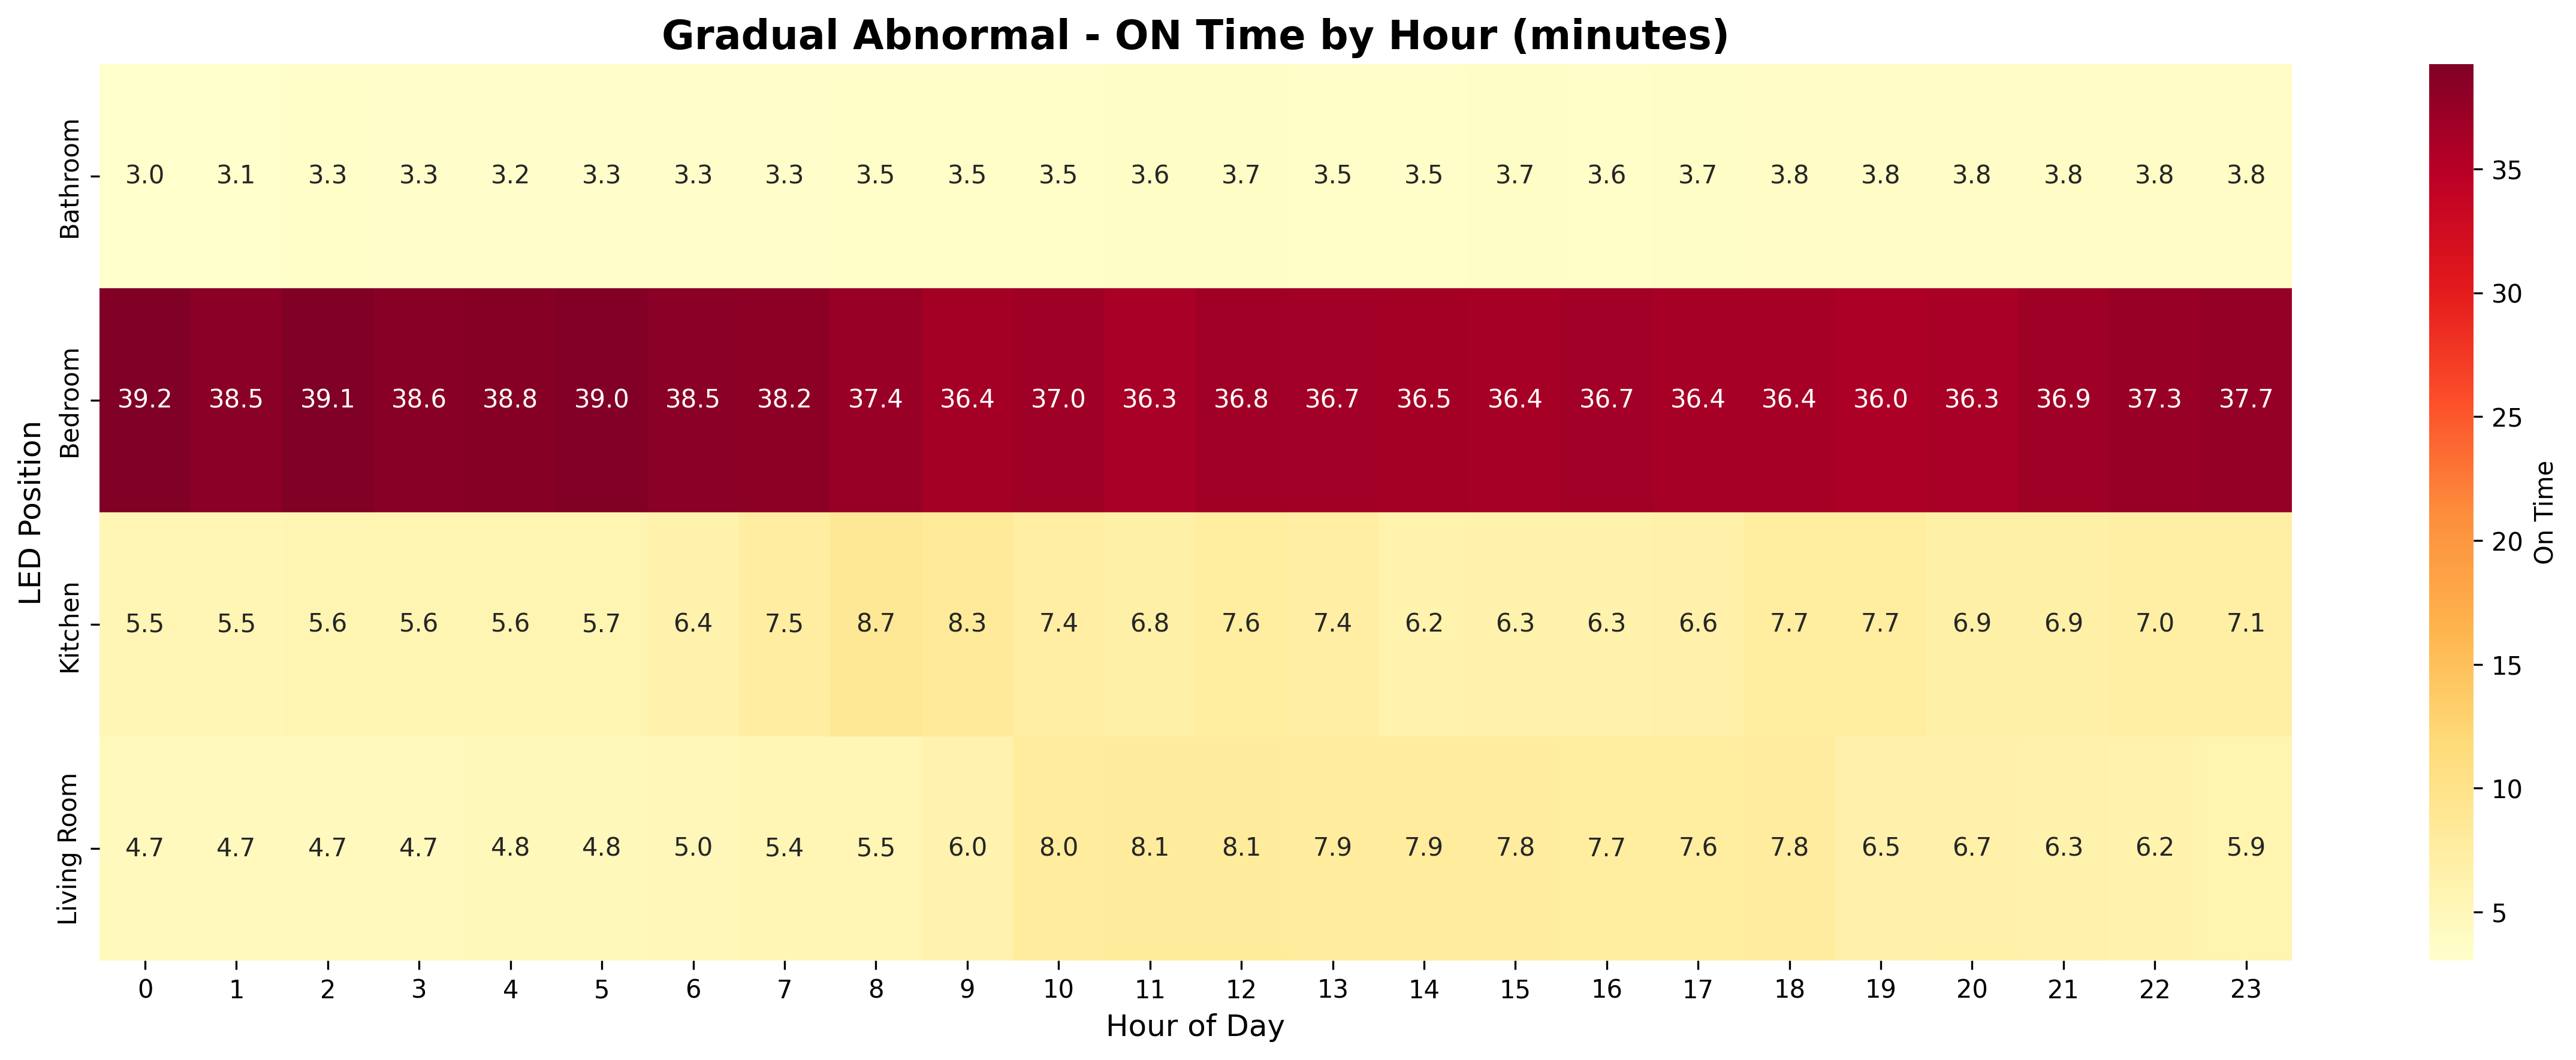 Gradual Abnormal - ON Time by Hour (minutes)
LED Position
Bathroom
3.0 3.1 3.3 3.3 3.2 3.3 3.3 3.3 3.5 3.5 3.5 3.6 3.7 3.5 3.5 3.7 3.6 3.7 3.8 3.8 3.8 3.8 3.8 3.8
Bedroom
39.2 38.5 39.1 38.6 38.8 39.0 38.5 38.2 37.4 36.4 37.0 36.3 36.8 36.7 36.5 36.4 36.7 36.4 36.4 36.0 36.3 36.9 37.3 37.7
Kitchen
5.5 5.5 5.6 5.6 5.6 5.7 6.4 7.5 8.7 8.3 7.4 6.8 7.6 7.4 6.2 6.3 6.3 6.6 7.7 7.7 6.9 6.9 7.0 7.1
Living Room
4.7 4.7 4.7 4.7 4.8 4.8 5.0 5.4 5.5 6.0 8.0 8.1 8.1 7.9 7.9 7.8 7.7 7.6 7.8 6.5 6.7 6.3 6.2 5.9
0 1 2 3 4 5 6 7 8 9 10 11 12 13 14 15 16 17 18 19 20 21 22 23
Hour of Day
35
30
25
20
15
10
5
On Time